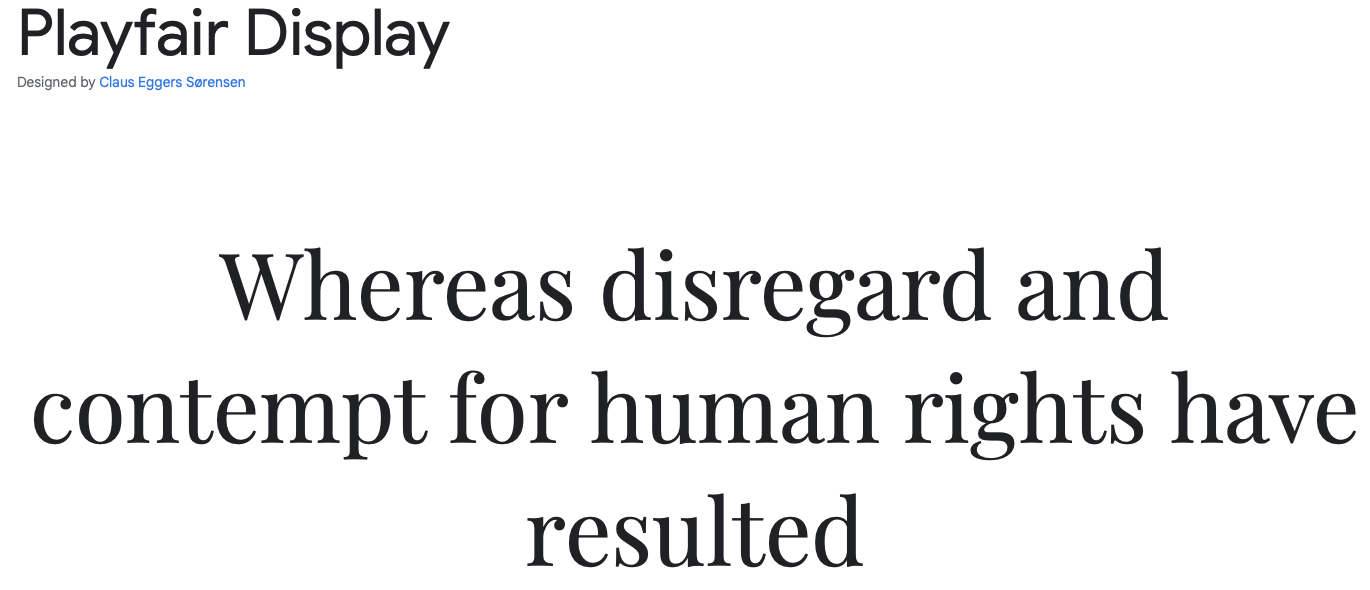 Playfair Display
Designed by Claus Eggers Sørensen
Whereas disregard and
contempt for human rights have
resulted